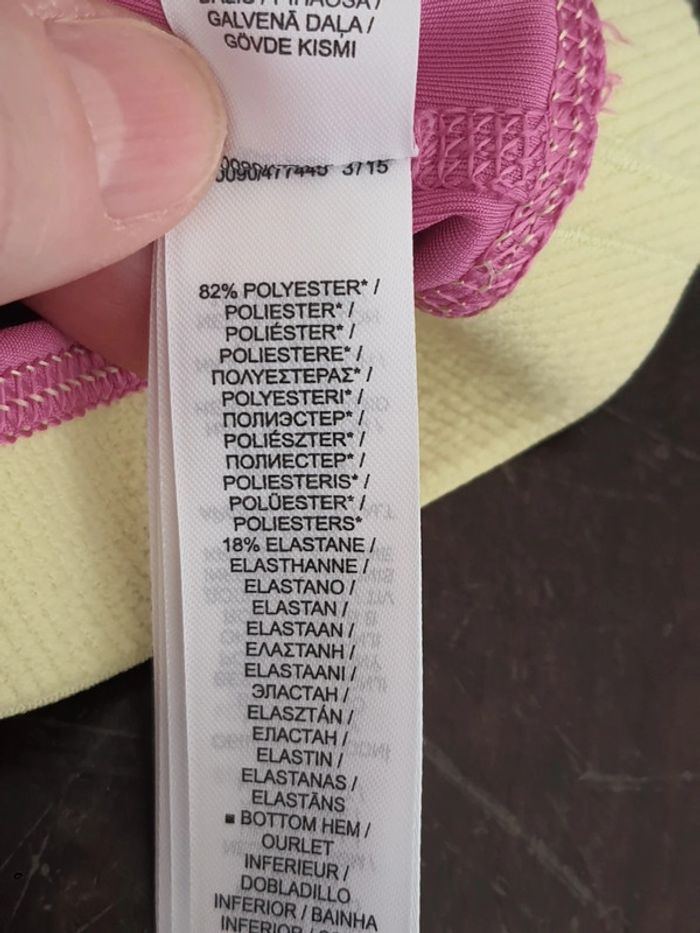 GALVENĀ DAĻA /
GÖVDE KISMI
3715
82% POLYESTER* /
POLIESTER* /
POLIÉSTER* /
POLIESTERE* /
ΠΟΛΥΕΣΤΕΡΑΣ* /
POLYESTERI* /
ПОЛИЭСТЕР* /
POLIÉSZTER* /
ПОЛИЕСТЕР* /
POLIESTERIS* /
POLÜESTER* /
POLIESTERS*
18% ELASTANE /
ELASTHANNE /
ELASTANO /
ELASTAN /
ELASTAAN /
ΕΛΑΣΤΑΝΗ /
ELASTAANI /
ЭЛАСТАН /
ELASZTÁN /
ЕЛАСТАН /
ELASTIN /
ELASTANAS /
ELASTĀNS
▪ BOTTOM HEM /
OURLET
INFERIEUR /
DOBLADILLO
INFERIOR / BAINHA